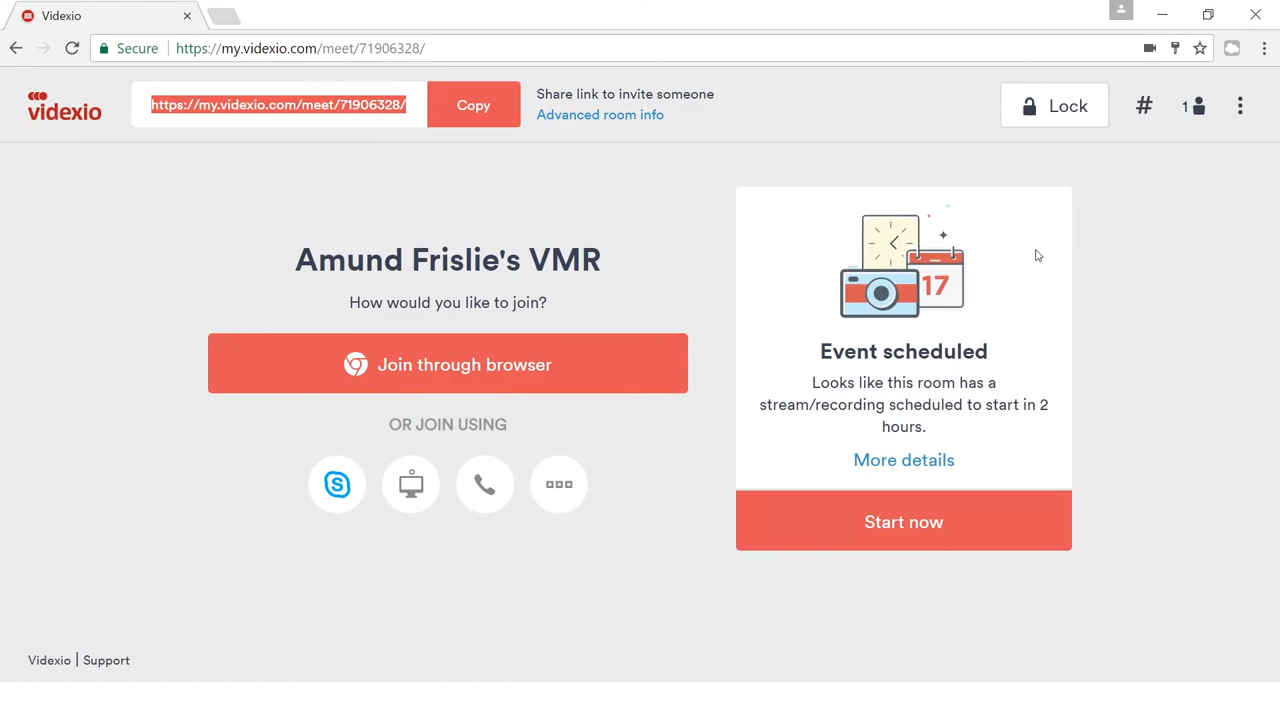 Videxio
Secure
https://my.videxio.com/meet/71906328/
videxio
https://my.videxio.com/meet/71906328/
Copy
Share link to invite someone
Advanced room info
Lock
#
1
Amund Frislie's VMR
How would you like to join?
Join through browser
OR JOIN USING
S
17
Event scheduled
Looks like this room has a
stream/recording scheduled to start in 2
hours.
More details
Start now
Videxio | Support